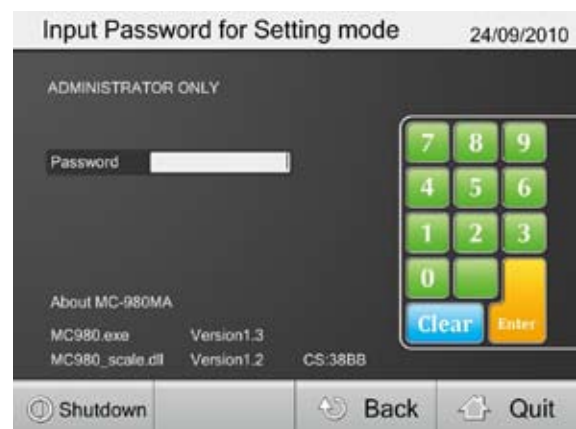 Input Password for Setting mode 24/09/2010
ADMINISTRATOR ONLY
Password
7 8 9
4 5 6
1 2 3
0
Clear Enter
About MC-980MA
MC980.exe Version1.3
MC980_scale.dll Version1.2 CS:38BB
Shutdown Back Quit